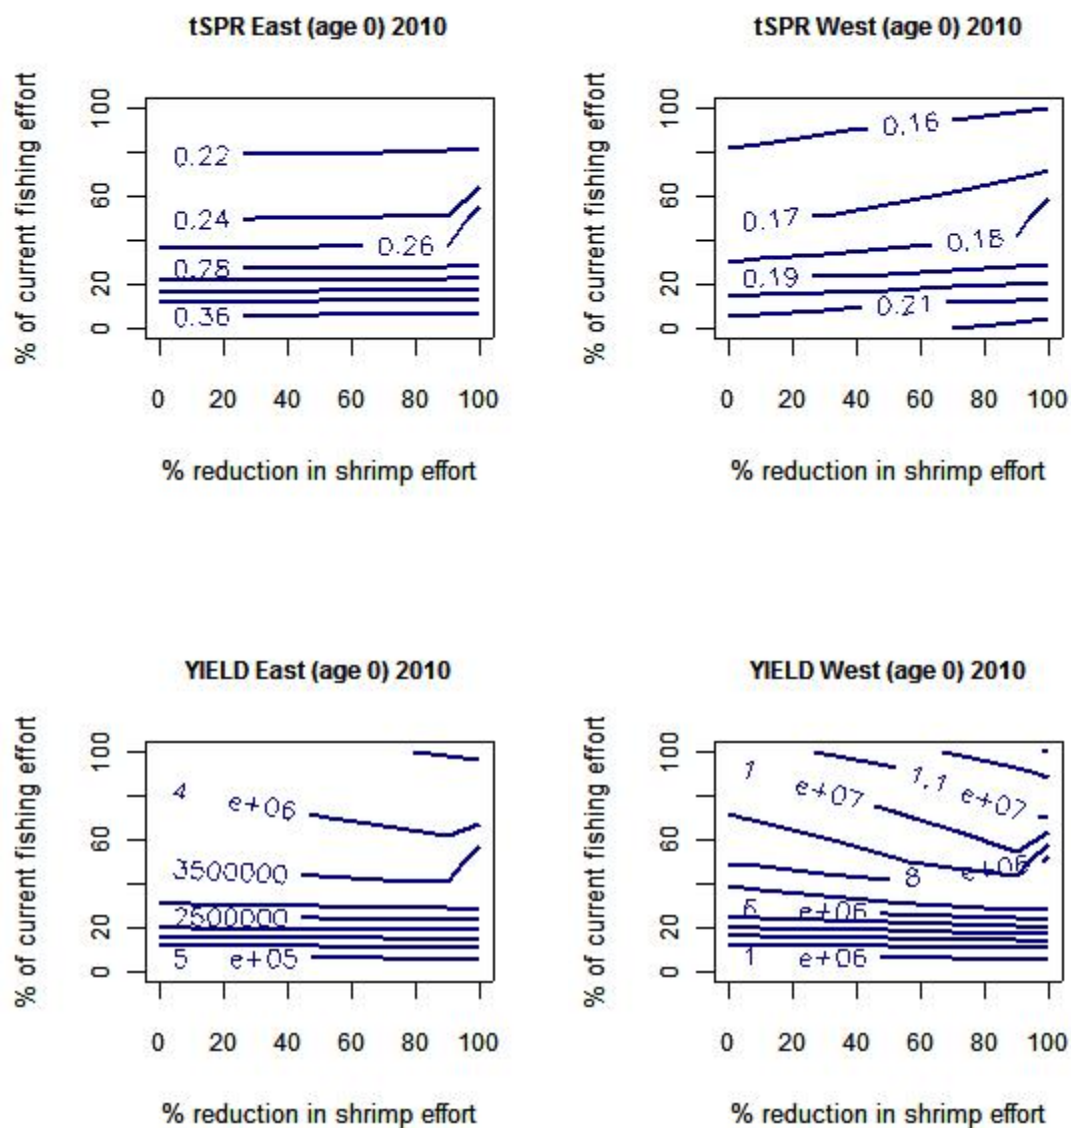 tSPR East (age 0) 2010
% of current fishing effort
100
60
20
0
0.22
0.24
0.26
0.28
0.36
0 20 40 60 80 100
% reduction in shrimp effort
tSPR West (age 0) 2010
% of current fishing effort
100
60
20
0
0.16
0.17
0.18
0.19
0.21
0 20 40 60 80 100
% reduction in shrimp effort
YIELD East (age 0) 2010
% of current fishing effort
100
60
20
0
4 e+06
3500000
2500000
5 e+05
0 20 40 60 80 100
% reduction in shrimp effort
YIELD West (age 0) 2010
% of current fishing effort
100
60
20
0
1 e+07
1.1 e+07
8 e+06
6 e+06
1 e+06
0 20 40 60 80 100
% reduction in shrimp effort